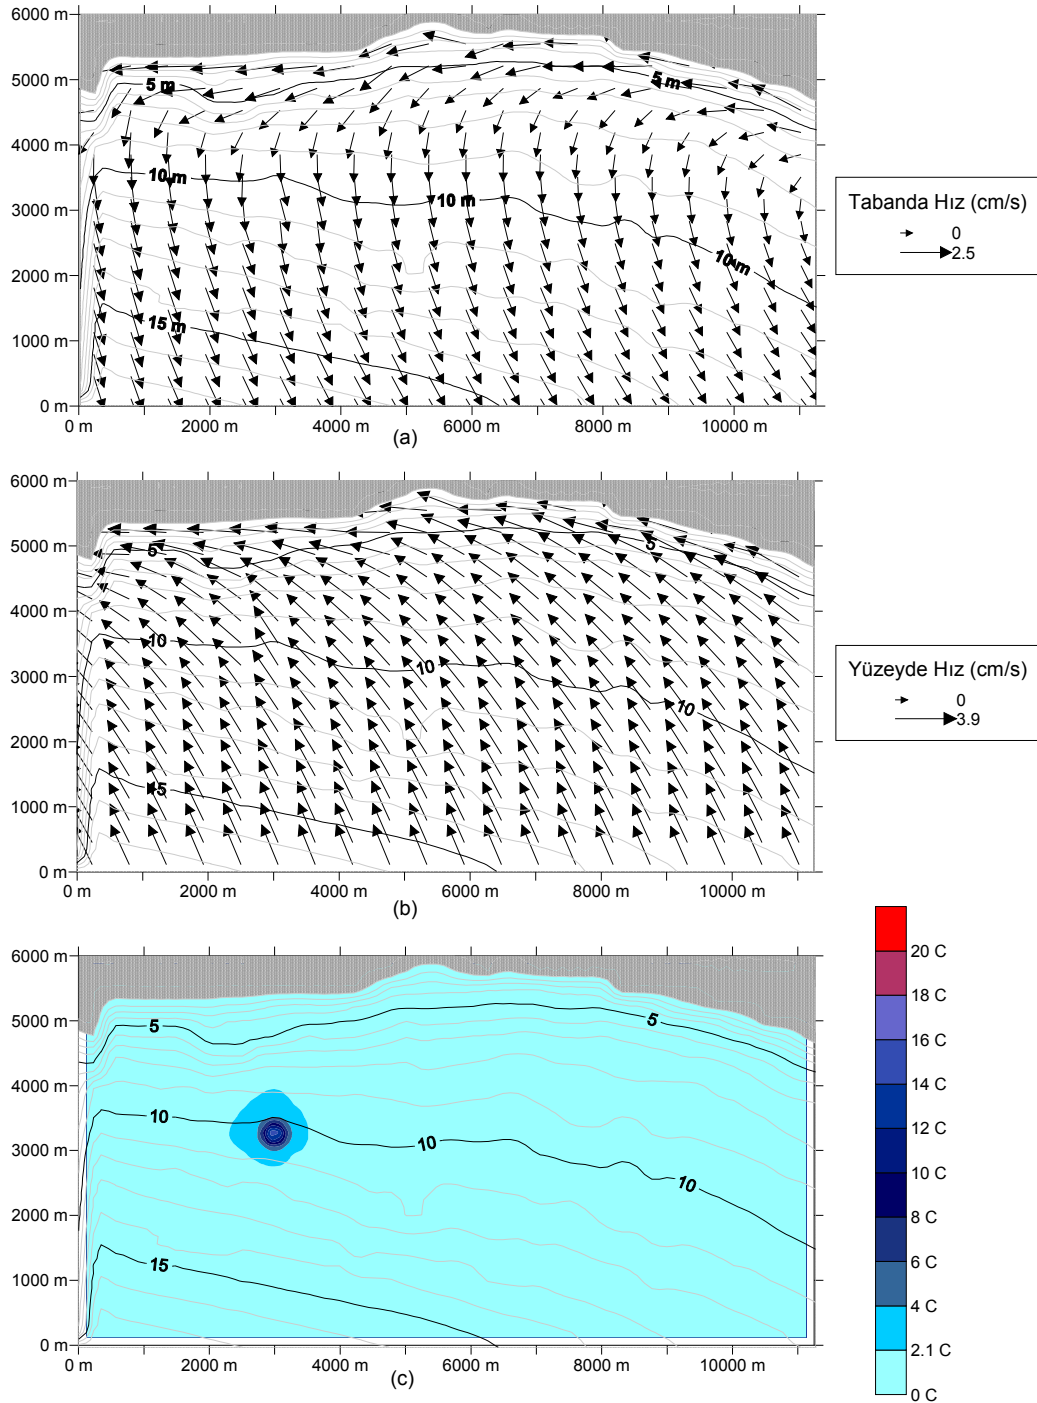 6000 m
5000 m
4000 m
3000 m
2000 m
1000 m
0 m
5 m
5 m
10 m
10 m
10 m
15 m
0 m
2000 m
4000 m
6000 m
8000 m
10000 m
(a)
Tabanda Hız (cm/s)
0
2.5
6000 m
5000 m
4000 m
3000 m
2000 m
1000 m
0 m
5
5
10
10
10
15
0 m
2000 m
4000 m
6000 m
8000 m
10000 m
(b)
Yüzeyde Hız (cm/s)
0
3.9
6000 m
5000 m
4000 m
3000 m
2000 m
1000 m
0 m
5
5
10
10
10
15
0 m
2000 m
4000 m
6000 m
8000 m
10000 m
(c)
20 C
18 C
16 C
14 C
12 C
10 C
8 C
6 C
4 C
2.1 C
0 C